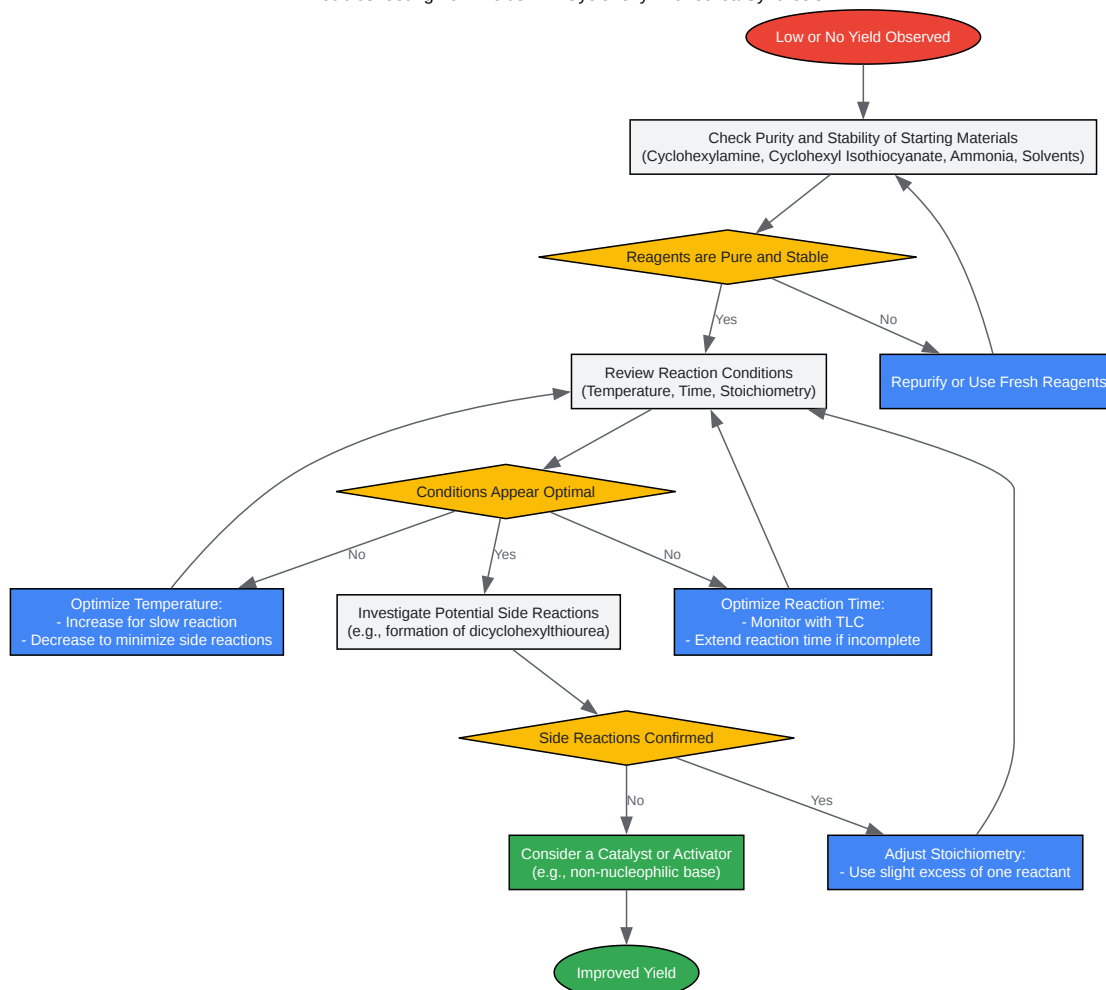 Low or No Yield Observed
Check Purity and Stability of Starting Materials
(Cyclohexylamine, Cyclohexyl Isothiocyanate, Ammonia, Solvents)
Reagents are Pure and Stable
Yes
No
Review Reaction Conditions
(Temperature, Time, Stoichiometry)
Repurify or Use Fresh Reagents
Conditions Appear Optimal
No
Yes
No
Optimize Temperature:
- Increase for slow reaction
- Decrease to minimize side reactions
Investigate Potential Side Reactions
(e.g., formation of dicyclohexylthiourea)
Optimize Reaction Time:
- Monitor with TLC
- Extend reaction time if incomplete
Side Reactions Confirmed
No
Yes
Consider a Catalyst or Activator
(e.g., non-nucleophilic base)
Adjust Stoichiometry:
- Use slight excess of one reactant
Improved Yield